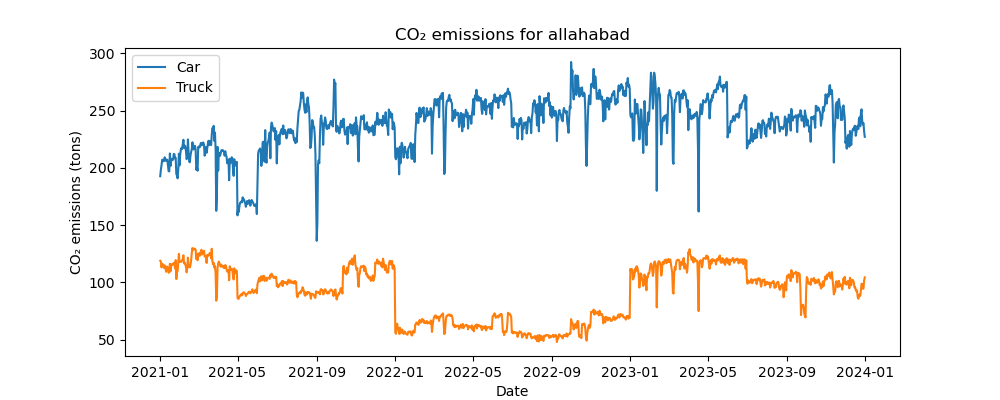 CO₂ emissions for allahabad
Car
Truck
CO₂ emissions (tons)
300
250
200
150
100
50
2021-01 2021-05 2021-09 2022-01 2022-05 2022-09 2023-01 2023-05 2023-09 2024-01
Date